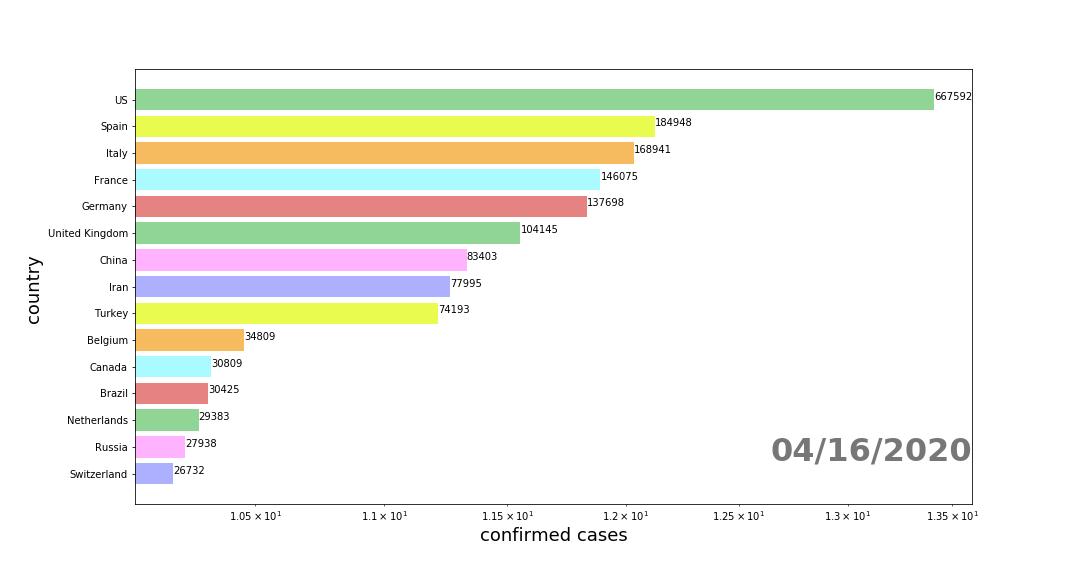 US 667592
Spain 184948
Italy 168941
France 146075
Germany 137698
United Kingdom 104145
China 83403
Iran 77995
Turkey 74193
Belgium 34809
Canada 30809
Brazil 30425
Netherlands 29383
Russia 27938
Switzerland 26732
04/16/2020
country
1.05 × 10¹ 1.1 × 10¹ 1.15 × 10¹ 1.2 × 10¹ 1.25 × 10¹ 1.3 × 10¹ 1.35 × 10¹
confirmed cases